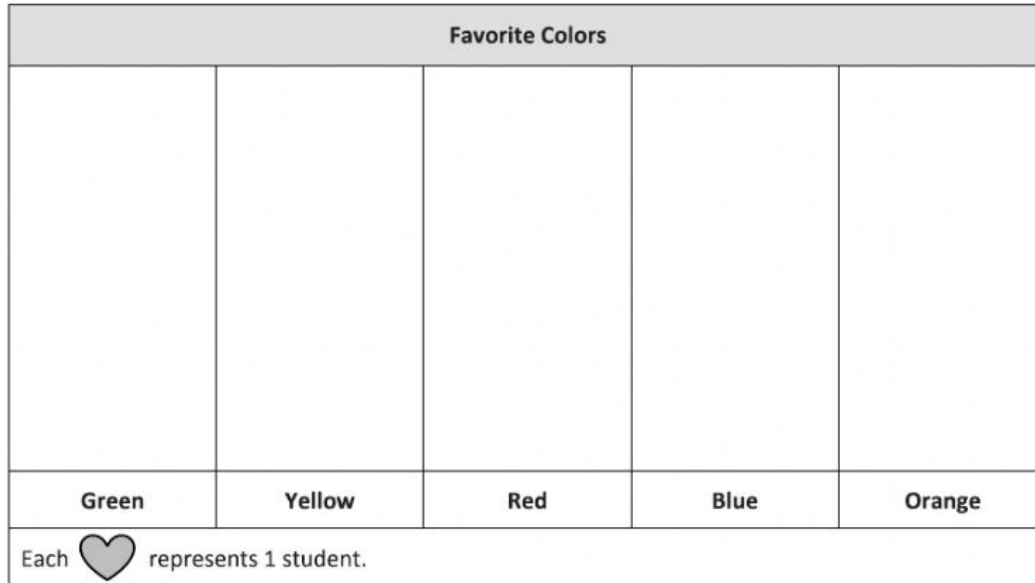 Favorite Colors
Green Yellow Red Blue Orange
Each represents 1 student.